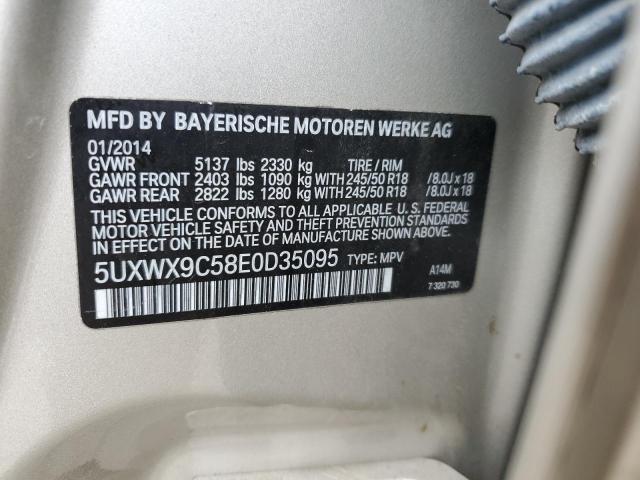 MFD BY BAYERISCHE MOTOREN WERKE AG
01/2014
GVWR 5137 lbs 2330 kg TIRE / RIM
GAWR FRONT 2403 lbs 1090 kg WITH 245/50 R18 /8.0J x 18
GAWR REAR 2822 lbs 1280 kg WITH 245/50 R18 /8.0J x 18
THIS VEHICLE CONFORMS TO ALL APPLICABLE U. S. FEDERAL
MOTOR VEHICLE SAFETY AND THEFT PREVENTION STANDARDS
IN EFFECT ON THE DATE OF MANUFACTURE SHOWN ABOVE.
5UXWX9C58E0D35095 TYPE: MPV
A14M
7 320 730